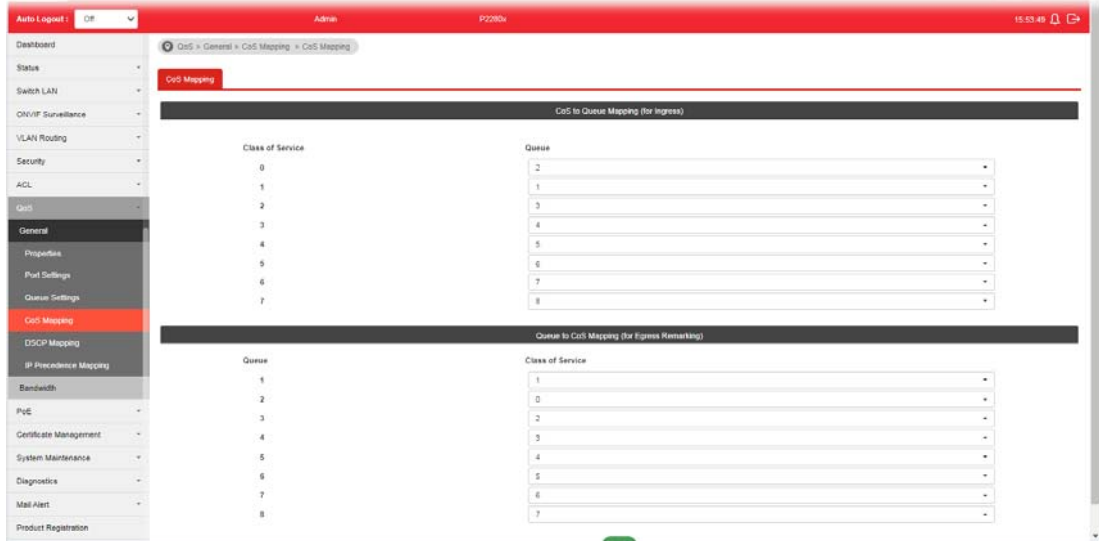 Auto Logout : Off Admin P2280x 15:53:49
Dashboard
Status
Switch LAN
ONVIF Surveillance
VLAN Routing
Security
ACL
QoS
General
Properties
Port Settings
Queue Settings
CoS Mapping
DSCP Mapping
IP Precedence Mapping
Bandwidth
PoE
Certificate Management
System Maintenance
Diagnostics
Mail Alert
Product Registration
QoS » General » CoS Mapping » CoS Mapping
CoS Mapping
CoS to Queue Mapping (for Ingress)
Class of Service Queue
0 2
1 1
2 3
3 4
4 5
5 6
6 7
7 8
Queue to CoS Mapping (for Egress Remarking)
Queue Class of Service
1 1
2 0
3 2
4 3
5 4
6 5
7 6
8 7